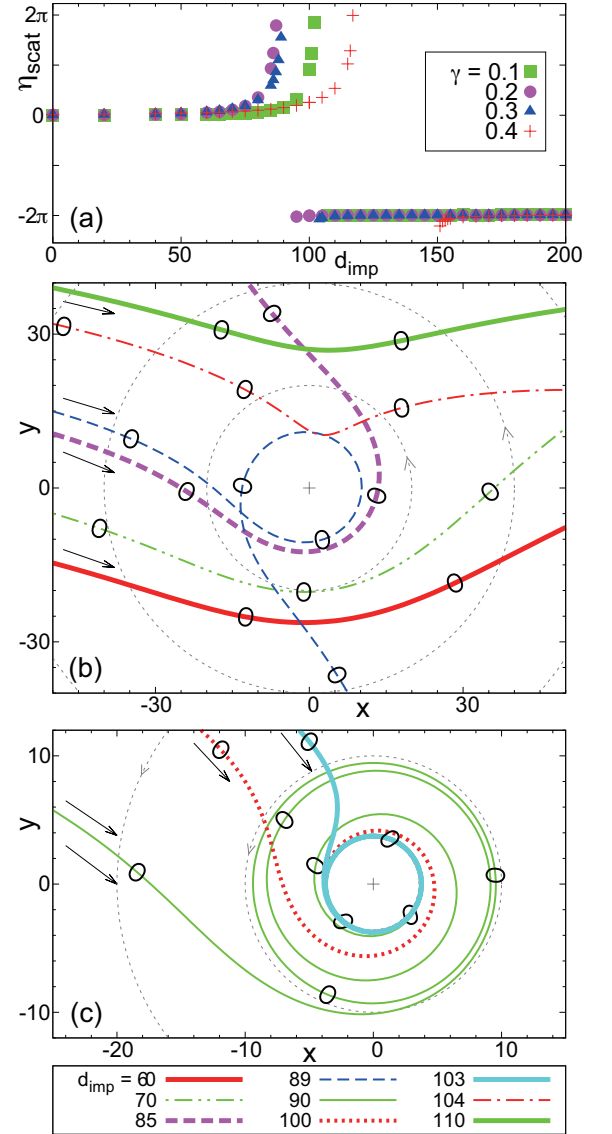 η_scat
2π
0
-2π
γ = 0.1
0.2
0.3
0.4
(a)
0 50 100 150 200
d_imp
30
0
-30
y
(b)
-30 0 30
x
10
0
-10
y
(c)
-20 -10 0 10
x
d_imp = 60 89 103
70 90 104
85 100 110